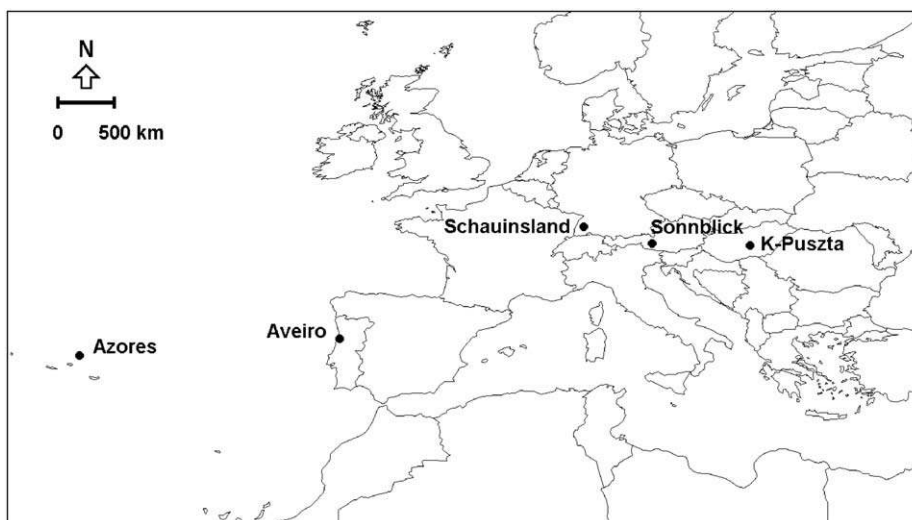 N
0 500 km
Schauinsland
Sonnblick
K-Puszta
Aveiro
Azores